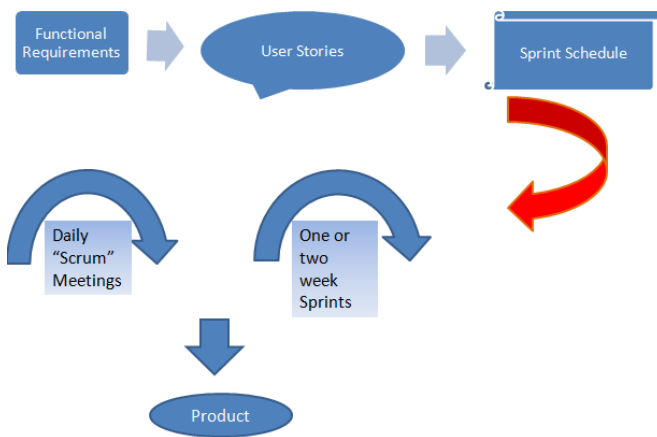 Functional
Requirements
User Stories
Sprint Schedule
Daily
“Scrum”
Meetings
One or
two
week
Sprints
Product